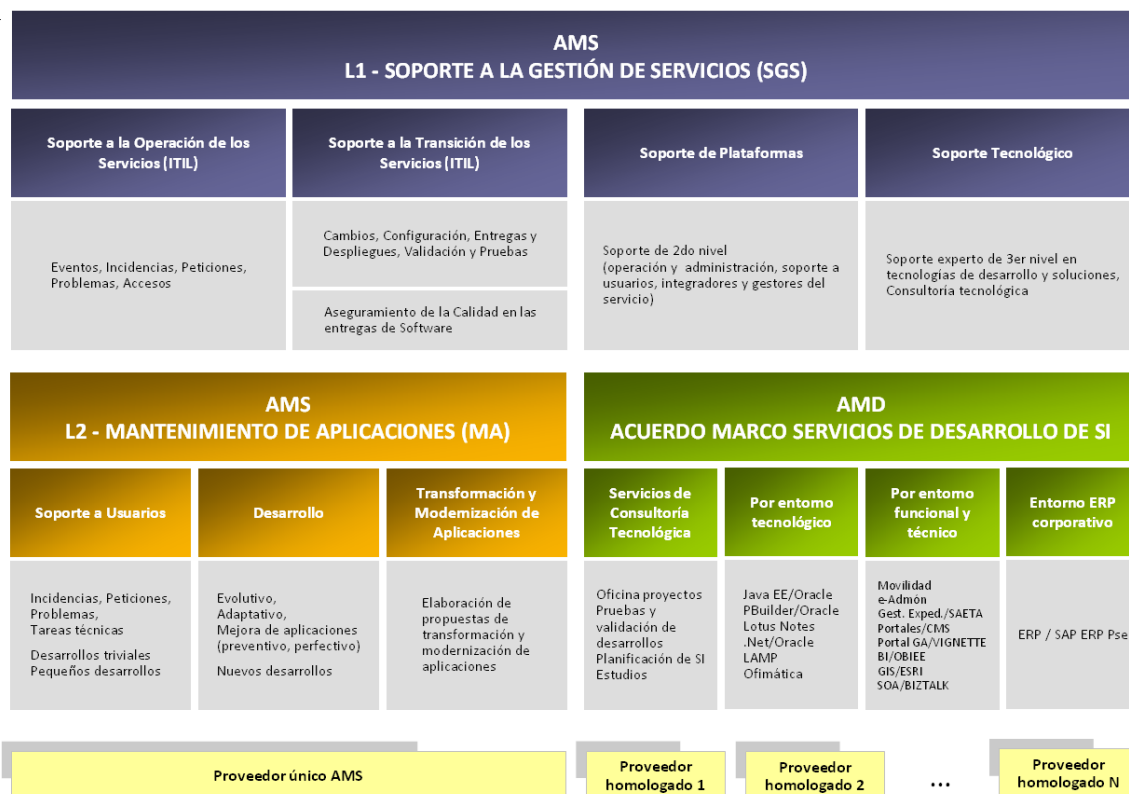 AMS
L1 - SOPORTE A LA GESTIÓN DE SERVICIOS (SGS)
Soporte a la Operación de los
Servicios (ITIL)
Soporte a la Transición de los
Servicios (ITIL)
Soporte de Plataformas
Soporte Tecnológico
Eventos, Incidencias, Peticiones,
Problemas, Accesos
Cambios, Configuración, Entregas y
Despliegues, Validación y Pruebas
Aseguramiento de la Calidad en las
entregas de Software
Soporte de 2do nivel
(operación y administración, soporte a
usuarios, integradores y gestores del
servicio)
Soporte experto de 3er nivel en
tecnologías de desarrollo y soluciones,
Consultoría tecnológica
AMS
L2 - MANTENIMIENTO DE APLICACIONES (MA)
Soporte a Usuarios
Desarrollo
Transformación y
Modernización de
Aplicaciones
Incidencias, Peticiones,
Problemas,
Tareas técnicas
Desarrollos triviales
Pequeños desarrollos
Evolutivo,
Adaptativo,
Mejora de aplicaciones
(preventivo, perfectivo)
Nuevos desarrollos
Elaboración de
propuestas de
transformación y
modernización de
aplicaciones
AMD
ACUERDO MARCO SERVICIOS DE DESARROLLO DE SI
Servicios de
Consultoría
Tecnológica
Por entorno
tecnológico
Por entorno
funcional y
técnico
Entorno ERP
corporativo
Oficina proyectos
Pruebas y
validación de
desarrollos
Planificación de SI
Estudios
Java EE/Oracle
PBuilder/Oracle
Lotus Notes
.Net/Oracle
LAMP
Ofimática
Movilidad
e-Admón
Gest. Exped./SAETA
Portales/CMS
Portal GA/VIGNETTE
BI/OBIEE
GIS/ESRI
SOA/BIZTALK
ERP / SAP ERP Pse
Proveedor único AMS
Proveedor
homologado 1
Proveedor
homologado 2
...
Proveedor
homologado N